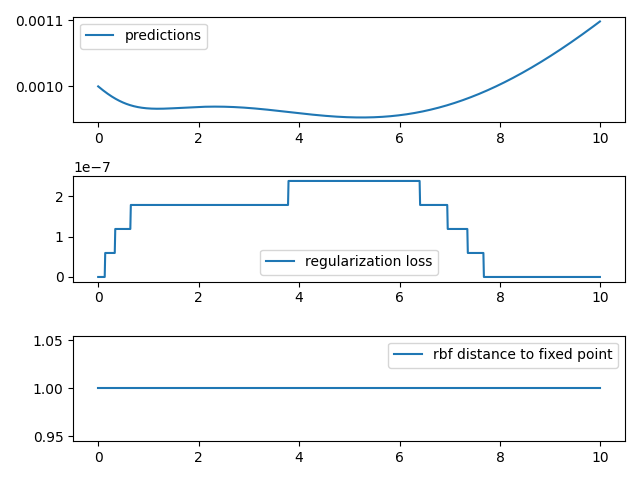 0.0011
predictions
0.0010
0 2 4 6 8 10
1e−7
2
1
regularization loss
0
0 2 4 6 8 10
1.05
rbf distance to fixed point
1.00
0.95
0 2 4 6 8 10